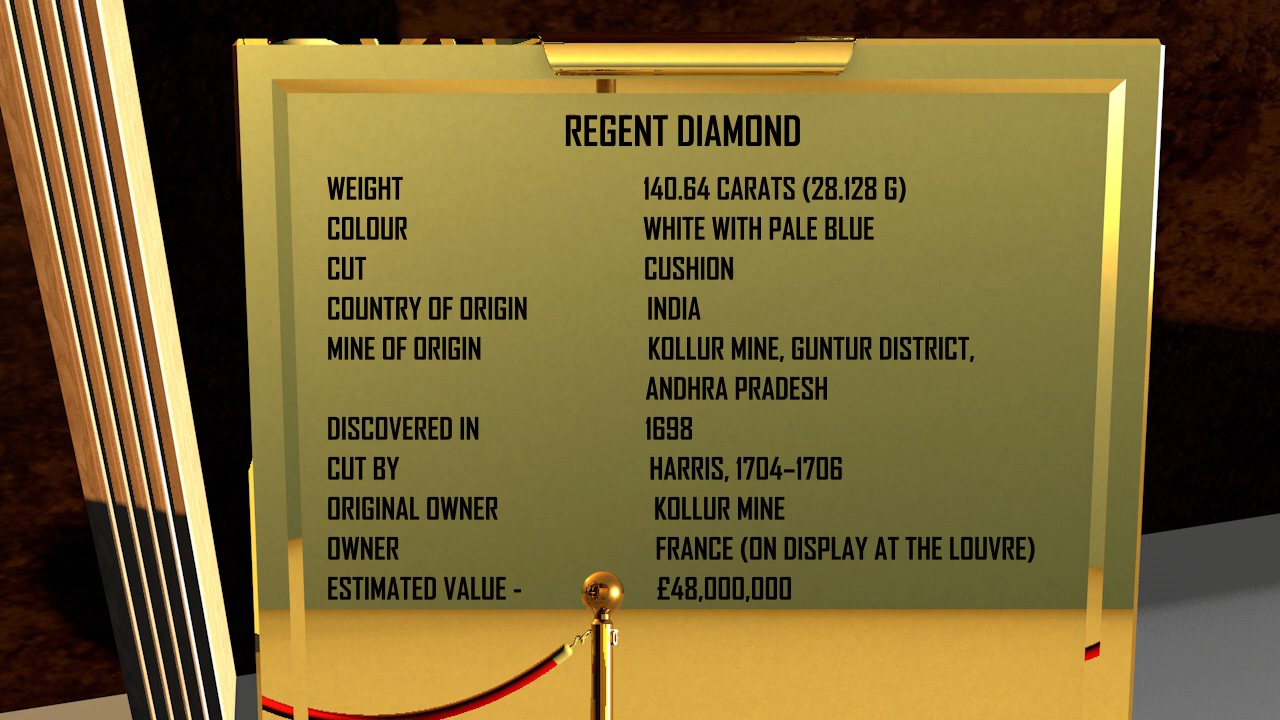 REGENT DIAMOND
WEIGHT 140.64 CARATS (28.128 G)
COLOUR WHITE WITH PALE BLUE
CUT CUSHION
COUNTRY OF ORIGIN INDIA
MINE OF ORIGIN KOLLUR MINE, GUNTUR DISTRICT,
ANDHRA PRADESH
DISCOVERED IN 1698
CUT BY HARRIS, 1704–1706
ORIGINAL OWNER KOLLUR MINE
OWNER FRANCE (ON DISPLAY AT THE LOUVRE)
ESTIMATED VALUE - £48,000,000